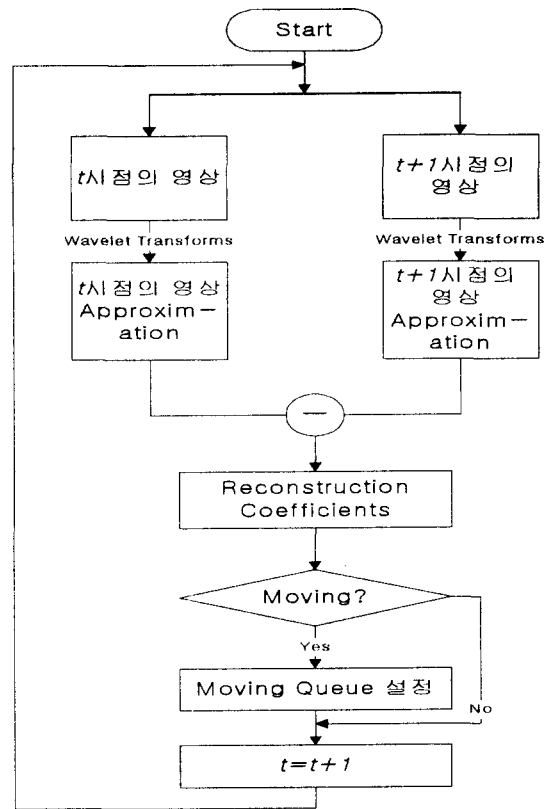 Start
t시점의 영상
t+1시점의
영상
Wavelet Transforms
Wavelet Transforms
t시점의 영상
Approxim-
ation
t+1시점의
영상
Approxim-
ation
—
Reconstruction
Coefficients
Moving?
Yes
Moving Queue 설정
No
t=t+1